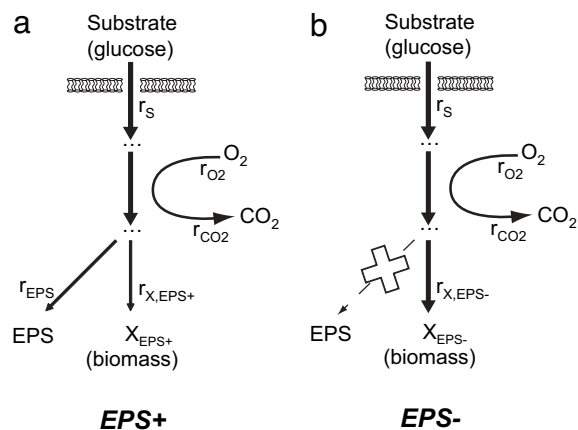 a
Substrate
(glucose)
r_S
...
O_2
r_O2
CO_2
r_CO2
...
r_EPS
r_X,EPS+
EPS
X_EPS+
(biomass)
EPS+
b
Substrate
(glucose)
r_S
...
O_2
r_O2
CO_2
r_CO2
...
r_X,EPS-
EPS
X_EPS-
(biomass)
EPS-